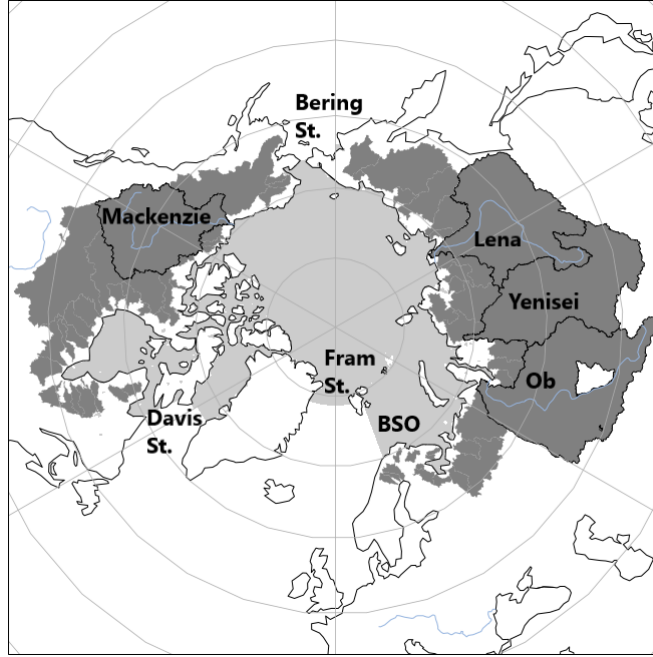 Bering
St.
Mackenzie
Lena
Yenisei
Fram
St.
Ob
Davis
St.
BSO